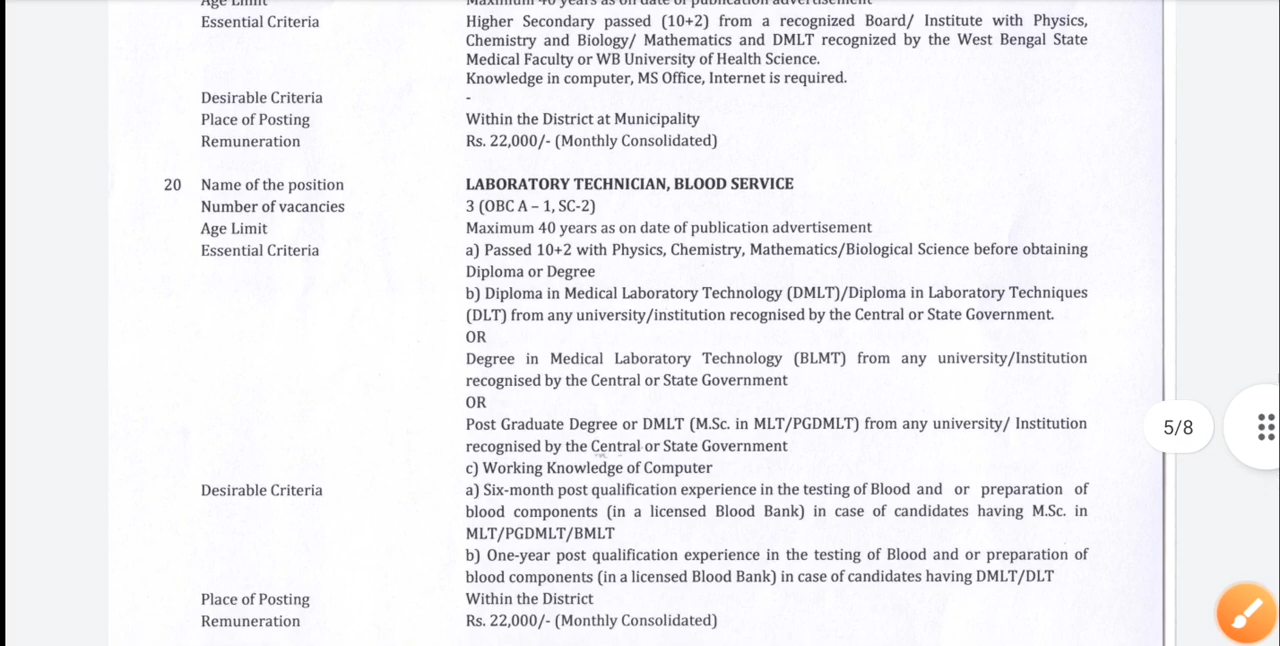 Age Limit
Maximum 40 years as on date of publication advertisement
Essential Criteria
Higher Secondary passed (10+2) from a recognized Board/ Institute with Physics,
Chemistry and Biology/ Mathematics and DMLT recognized by the West Bengal State
Medical Faculty or WB University of Health Science.
Knowledge in computer, MS Office, Internet is required.
Desirable Criteria -
Place of Posting Within the District at Municipality
Remuneration Rs. 22,000/- (Monthly Consolidated)
20 Name of the position LABORATORY TECHNICIAN, BLOOD SERVICE
Number of vacancies 3 (OBC A – 1, SC-2)
Age Limit Maximum 40 years as on date of publication advertisement
Essential Criteria a) Passed 10+2 with Physics, Chemistry, Mathematics/Biological Science before obtaining
Diploma or Degree
b) Diploma in Medical Laboratory Technology (DMLT)/Diploma in Laboratory Techniques
(DLT) from any university/institution recognised by the Central or State Government.
OR
Degree in Medical Laboratory Technology (BLMT) from any university/Institution
recognised by the Central or State Government
OR
Post Graduate Degree or DMLT (M.Sc. in MLT/PGDMLT) from any university/ Institution
recognised by the Central or State Government
c) Working Knowledge of Computer
Desirable Criteria a) Six-month post qualification experience in the testing of Blood and or preparation of
blood components (in a licensed Blood Bank) in case of candidates having M.Sc. in
MLT/PGDMLT/BMLT
b) One-year post qualification experience in the testing of Blood and or preparation of
blood components (in a licensed Blood Bank) in case of candidates having DMLT/DLT
Place of Posting Within the District
Remuneration Rs. 22,000/- (Monthly Consolidated)
5/8